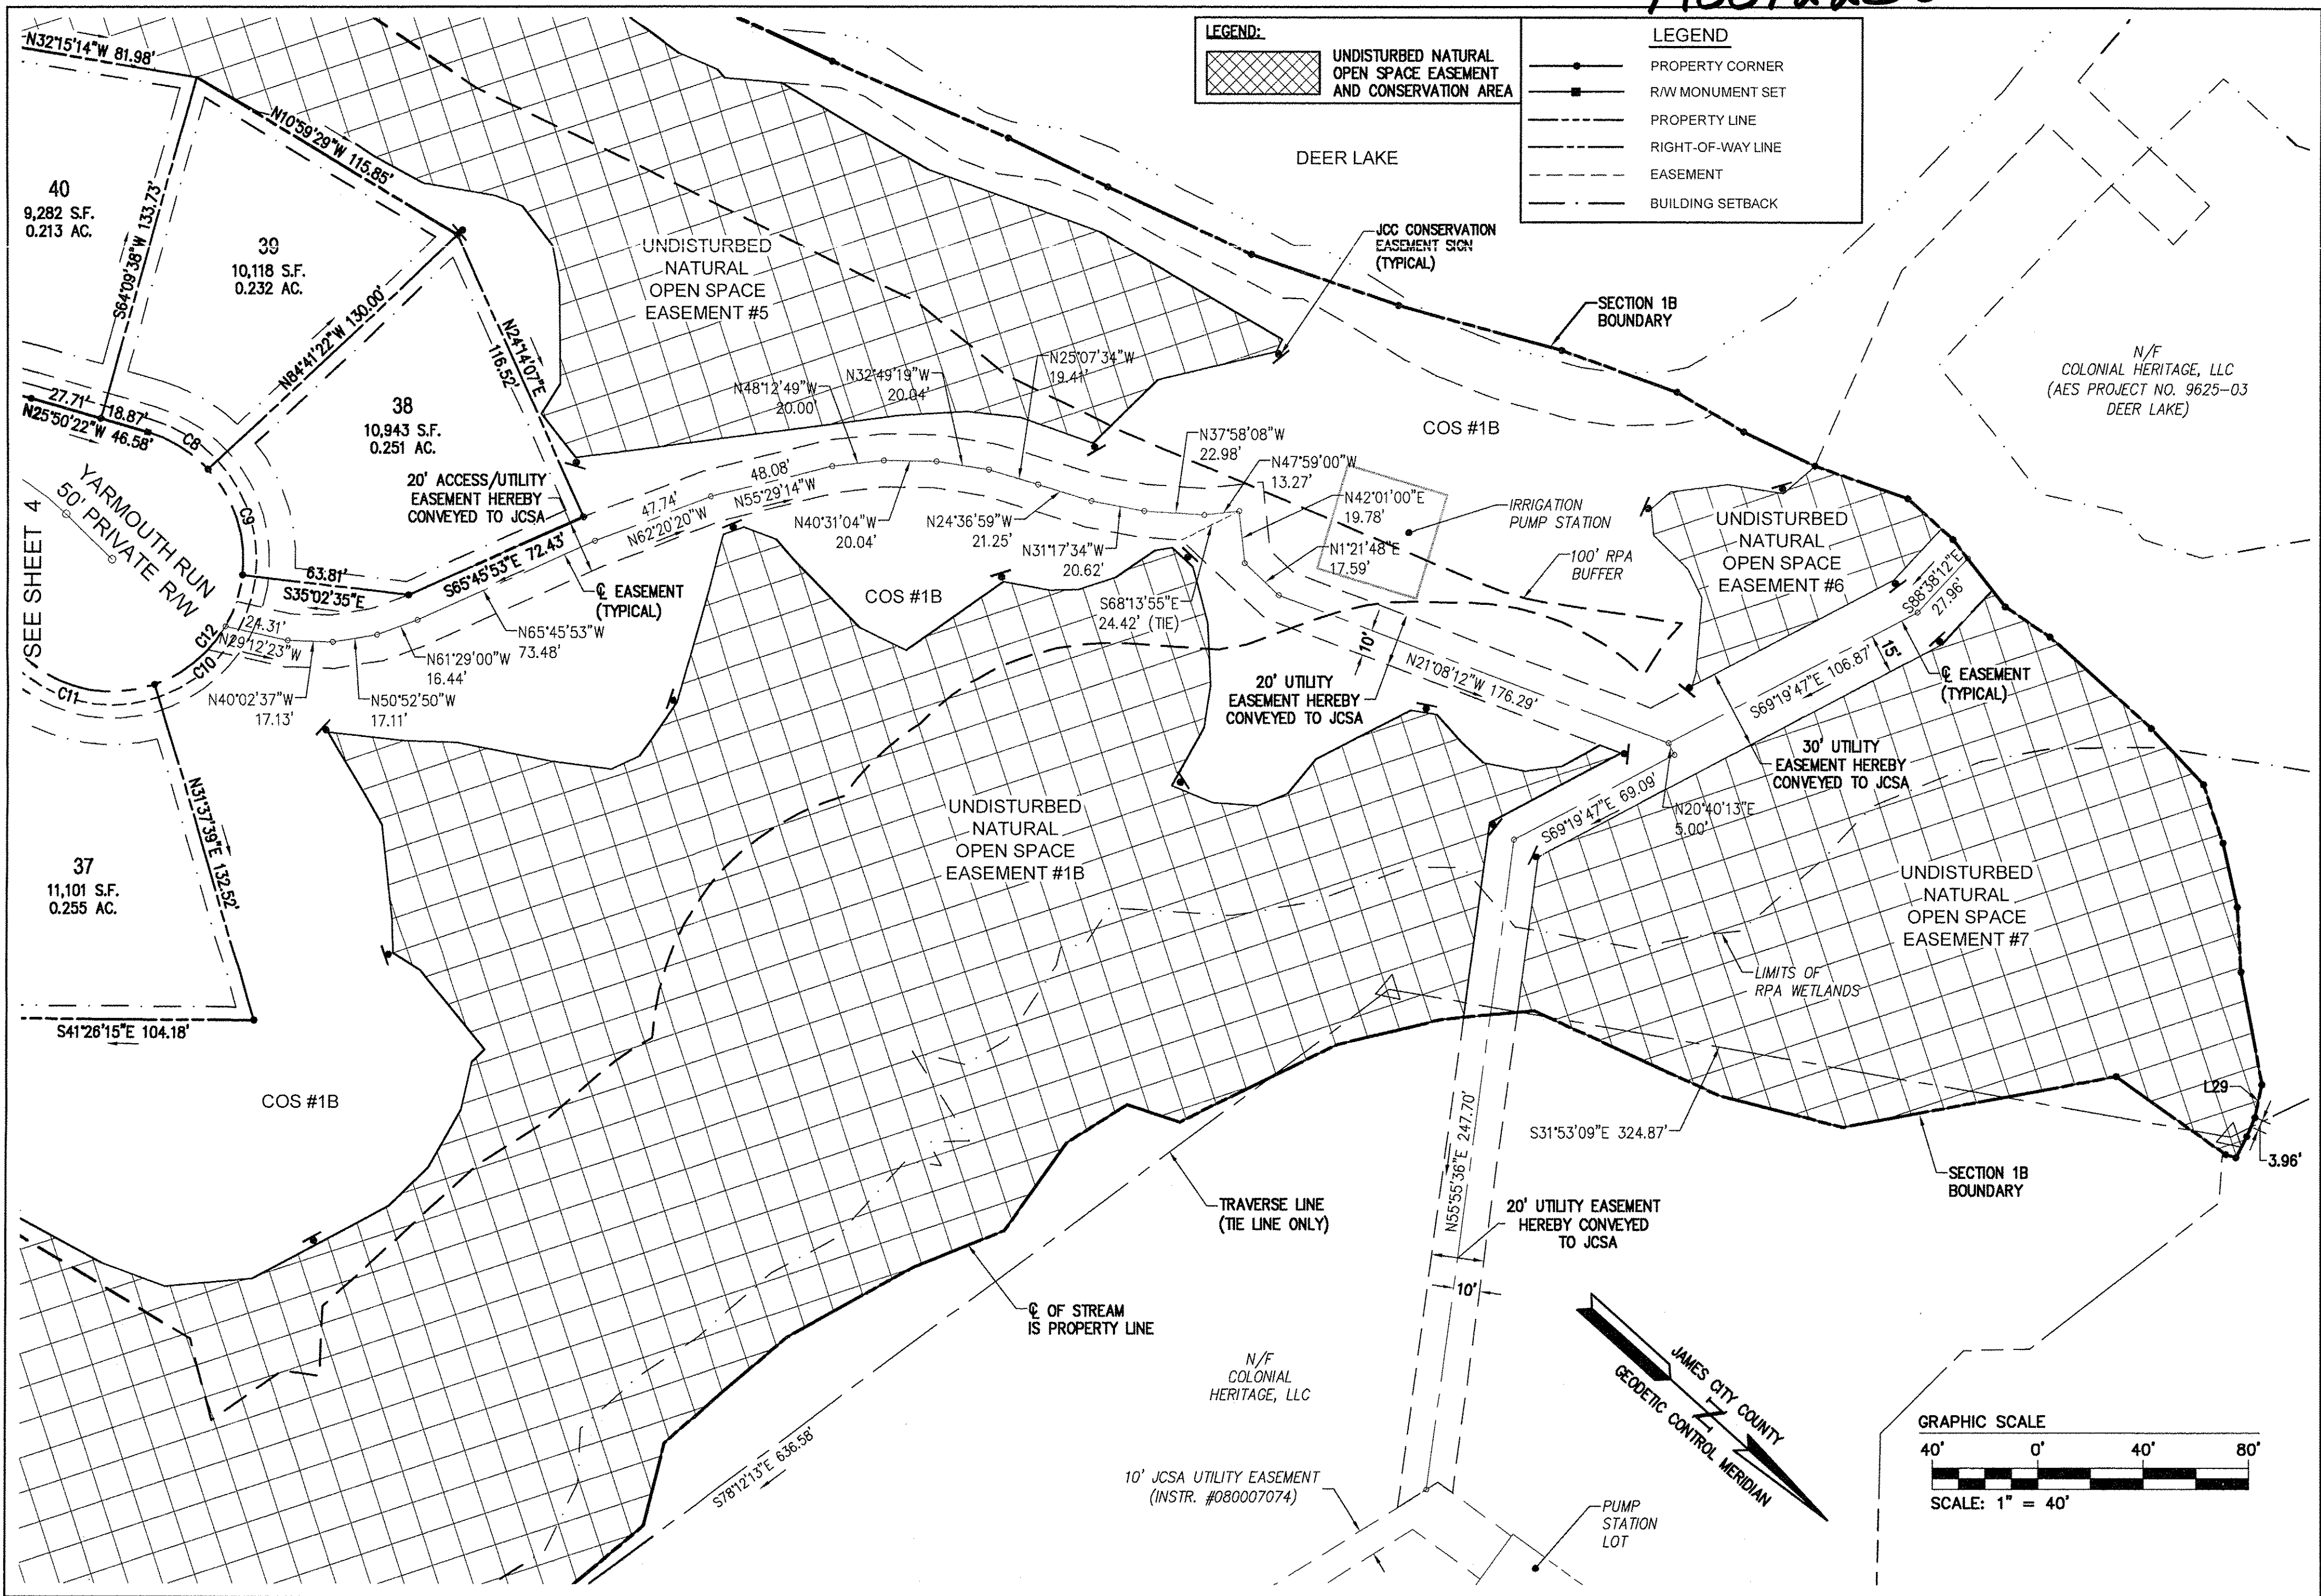 LEGEND:
UNDISTURBED NATURAL
OPEN SPACE EASEMENT
AND CONSERVATION AREA
LEGEND
PROPERTY CORNER
R/W MONUMENT SET
PROPERTY LINE
RIGHT-OF-WAY LINE
EASEMENT
BUILDING SETBACK
N32°15'14"W 81.98'
N10°59'29"W 115.85'
40
9,282 S.F.
0.213 AC.
S64°09'38"W 133.73'
39
10,118 S.F.
0.232 AC.
N84°41'22"W 130.00'
N24°14'07"E
116.52'
38
10,943 S.F.
0.251 AC.
27.71'
18.87'
N25°50'22"W 46.58'
C8
C9
YARMOUTH RUN
50' PRIVATE R/W
SEE SHEET 4
C12
C10
C11
20' ACCESS/UTILITY
EASEMENT HEREBY
CONVEYED TO JCSA
63.81'
S35°02'35"E
S65°45'53"E 72.43'
24.31'
N29°12'23"W
N40°02'37"W
17.13'
N50°52'50"W
17.11'
N61°29'00"W
16.44'
N65°45'53"W
73.48'
℄ EASEMENT
(TYPICAL)
47.74'
N62°20'20"W
48.08'
N55°29'14"W
N48°12'49"W
20.00'
N40°31'04"W
20.04'
N32°49'19"W
20.04'
N25°07'34"W
19.41'
N24°36'59"W
21.25'
N31°17'34"W
20.62'
N37°58'08"W
22.98'
N47°59'00"W
13.27'
N42°01'00"E
19.78'
N1°21'48"E
17.59'
S68°13'55"E
24.42' (TIE)
UNDISTURBED
NATURAL
OPEN SPACE
EASEMENT #5
DEER LAKE
JCC CONSERVATION
EASEMENT SIGN
(TYPICAL)
SECTION 1B
BOUNDARY
N/F
COLONIAL HERITAGE, LLC
(AES PROJECT NO. 9625-03
DEER LAKE)
COS #1B
IRRIGATION
PUMP STATION
100' RPA
BUFFER
UNDISTURBED
NATURAL
OPEN SPACE
EASEMENT #6
S88°38'12"E
27.96'
COS #1B
10'
N21°08'12"W 176.29'
20' UTILITY
EASEMENT HEREBY
CONVEYED TO JCSA
S69°19'47"E 106.87'
15'
℄ EASEMENT
(TYPICAL)
30' UTILITY
EASEMENT HEREBY
CONVEYED TO JCSA
S69°19'47"E 69.09'
N20°40'13"E
5.00'
N31°37'39"E 132.52'
37
11,101 S.F.
0.255 AC.
S41°26'15"E 104.18'
COS #1B
UNDISTURBED
NATURAL
OPEN SPACE
EASEMENT #1B
UNDISTURBED
NATURAL
OPEN SPACE
EASEMENT #7
LIMITS OF
RPA WETLANDS
L29
3.96'
S31°53'09"E 324.87'
SECTION 1B
BOUNDARY
TRAVERSE LINE
(TIE LINE ONLY)
N55°55'36"E 247.70'
20' UTILITY EASEMENT
HEREBY CONVEYED
TO JCSA
10'
℄ OF STREAM
IS PROPERTY LINE
S78°12'13"E 636.58'
N/F
COLONIAL
HERITAGE, LLC
10' JCSA UTILITY EASEMENT
(INSTR. #080007074)
PUMP
STATION
LOT
JAMES CITY COUNTY
N
GEODETIC CONTROL MERIDIAN
GRAPHIC SCALE
40' 0' 40' 80'
SCALE: 1" = 40'